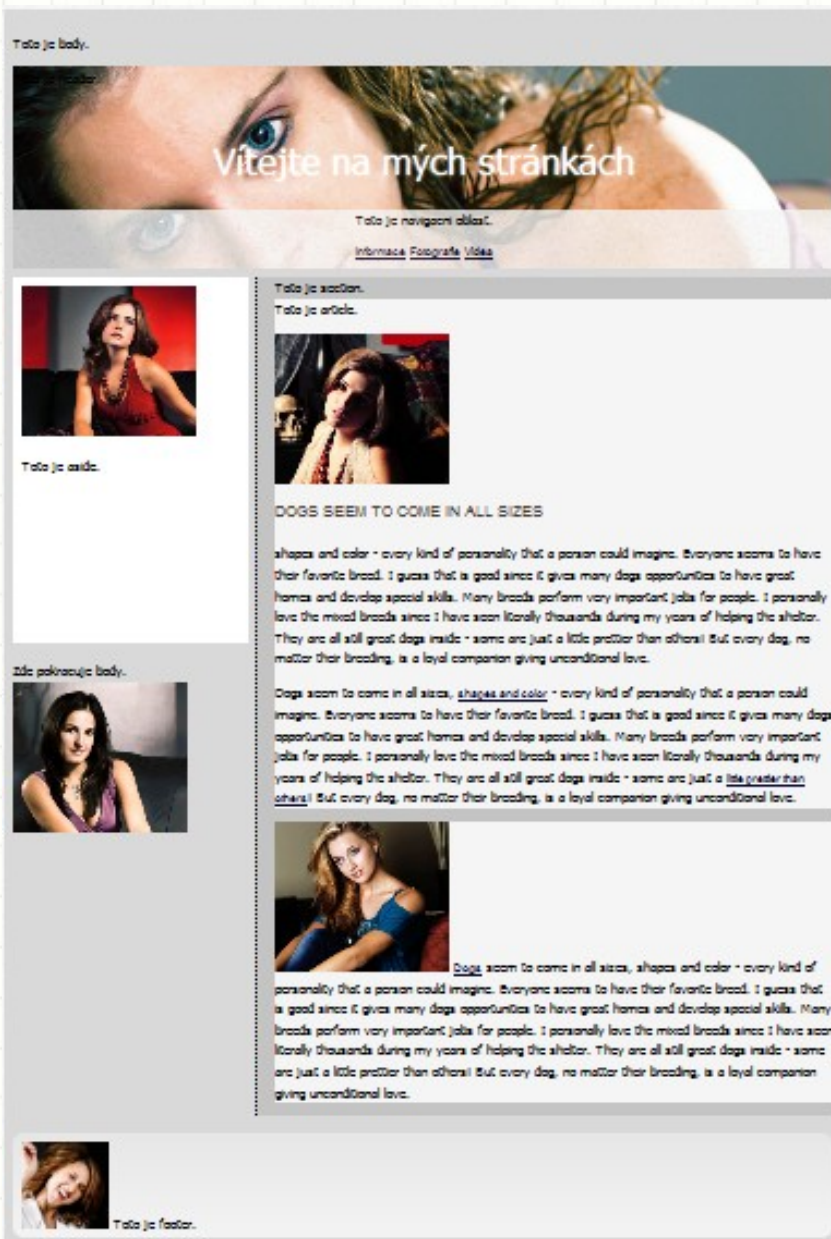 Toto je body.
Toto je header.
Vítejte na mých stránkách
Toto je navigacni oblast.
Informace Fotografie Videa
Toto je aside.
Zde pokracuje body.
Toto je section.
Toto je article.
DOGS SEEM TO COME IN ALL SIZES
shapes and color - every kind of personality that a person could imagine. Everyone seems to have
their favorite breed. I guess that is good since it gives many dogs opportunities to have great
homes and develop special skills. Many breeds perform very important jobs for people. I personally
love the mixed breeds since I have seen literally thousands during my years of helping the shelter.
They are all still great dogs inside - some are just a little prettier than others! But every dog, no
matter their breeding, is a loyal companion giving unconditional love.
Dogs seem to come in all sizes, shapes and color - every kind of personality that a person could
imagine. Everyone seems to have their favorite breed. I guess that is good since it gives many dogs
opportunities to have great homes and develop special skills. Many breeds perform very important
jobs for people. I personally love the mixed breeds since I have seen literally thousands during my
years of helping the shelter. They are all still great dogs inside - some are just a little prettier than
others! But every dog, no matter their breeding, is a loyal companion giving unconditional love.
Dogs seem to come in all sizes, shapes and color - every kind of
personality that a person could imagine. Everyone seems to have their favorite breed. I guess that
is good since it gives many dogs opportunities to have great homes and develop special skills. Many
breeds perform very important jobs for people. I personally love the mixed breeds since I have seen
literally thousands during my years of helping the shelter. They are all still great dogs inside - some
are just a little prettier than others! But every dog, no matter their breeding, is a loyal companion
giving unconditional love.
Toto je footer.